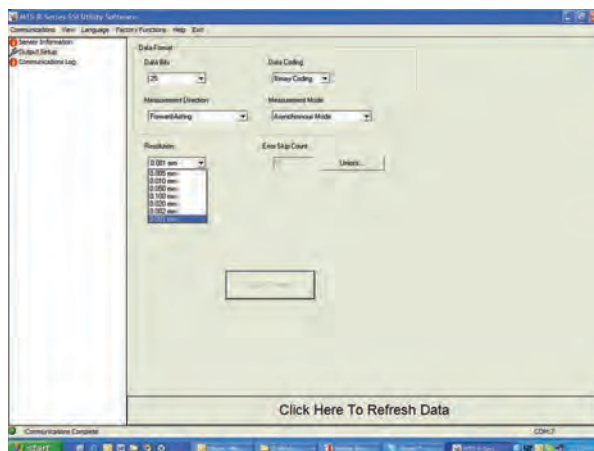 MTS R Series SSI Utility Software
Communications View Language Factory Functions Help Exit
Sensor Information
Output Setup
Communications Log
Data Format
Data Bits
Data Coding
25
Binary Coding
Measurement Direction
Measurement Mode
Forward Acting
Asynchronous Mode
Resolution
Error Skip Count
0.001 mm
Unlock...
0.005 mm
0.010 mm
0.050 mm
0.100 mm
0.020 mm
0.002 mm
0.001 mm
Click Here To Refresh Data
Communications Complete
COM:7
start